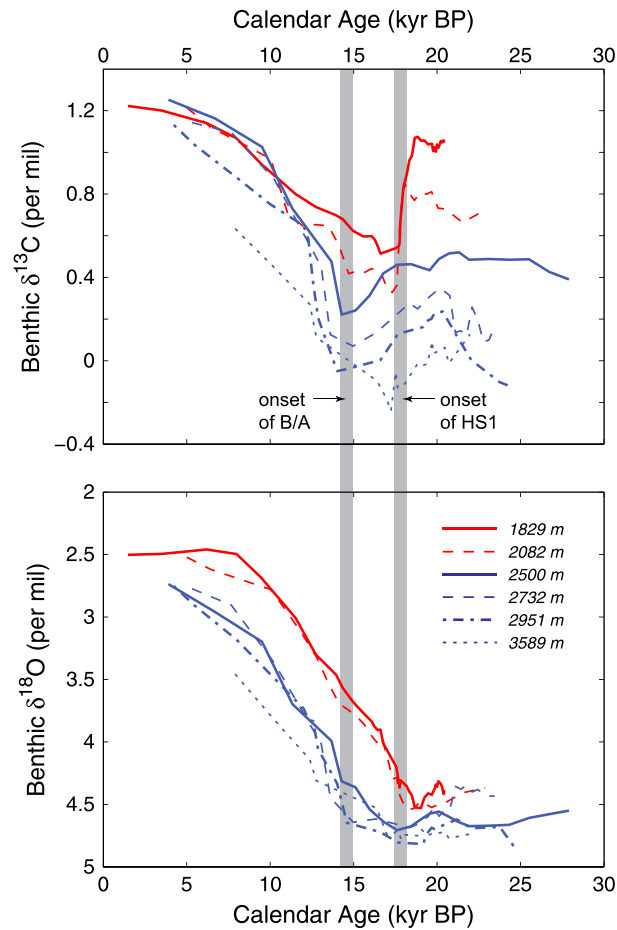 Calendar Age (kyr BP)
0 5 10 15 20 25 30
1.2
0.8
0.4
0
−0.4
Benthic δ¹³C (per mil)
onset
of B/A
onset
of HS1
2
2.5
3
3.5
4
4.5
5
Benthic δ¹⁸O (per mil)
1829 m
2082 m
2500 m
2732 m
2951 m
3589 m
0 5 10 15 20 25 30
Calendar Age (kyr BP)